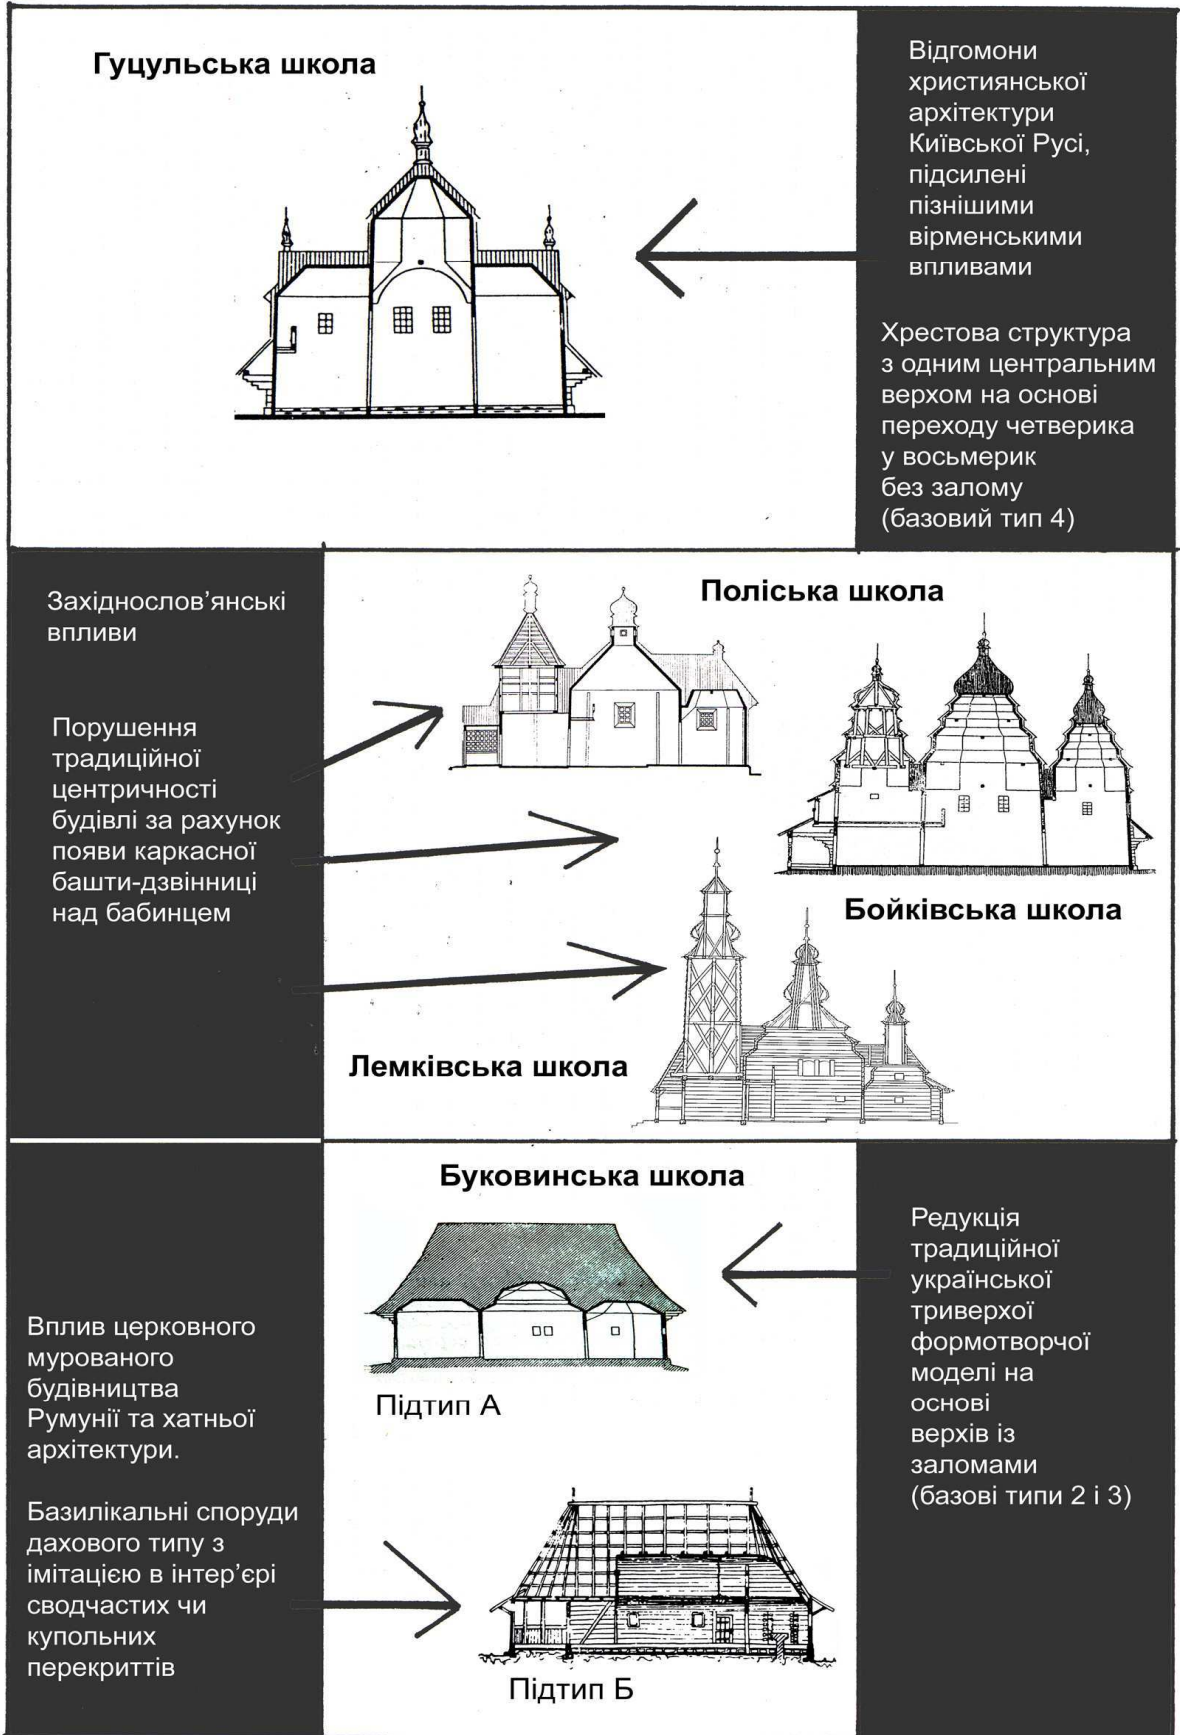 Гуцульська школа
Відгомони
християнської
архітектури
Київської Русі,
підсилені
пізнішими
вірменськими
впливами
Хрестова структура
з одним центральним
верхом на основі
переходу четверика
у восьмерик
без залому
(базовий тип 4)
Західнослов’янські
впливи
Порушення
традиційної
центричності
будівлі за рахунок
появи каркасної
башти-дзвінниці
над бабинцем
Поліська школа
Бойківська школа
Лемківська школа
Буковинська школа
Підтип А
Редукція
традиційної
української
триверхої
формотворчої
моделі на
основі
верхів із
заломами
(базові типи 2 і 3)
Вплив церковного
мурованого
будівництва
Румунії та хатньої
архітектури.
Базилікальні споруди
дахового типу з
імітацією в інтер’єрі
сводчастих чи
купольних
перекриттів
Підтип Б